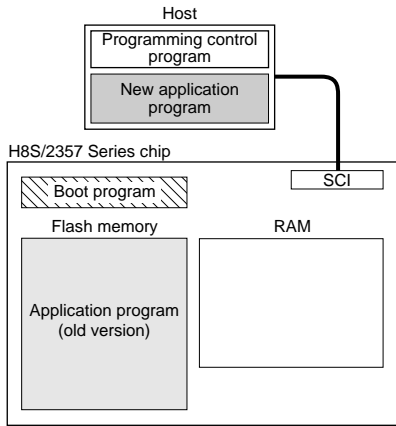 Host
Programming control
program
New application
program
H8S/2357 Series chip
SCI
Boot program
Flash memory
RAM
Application program
(old version)